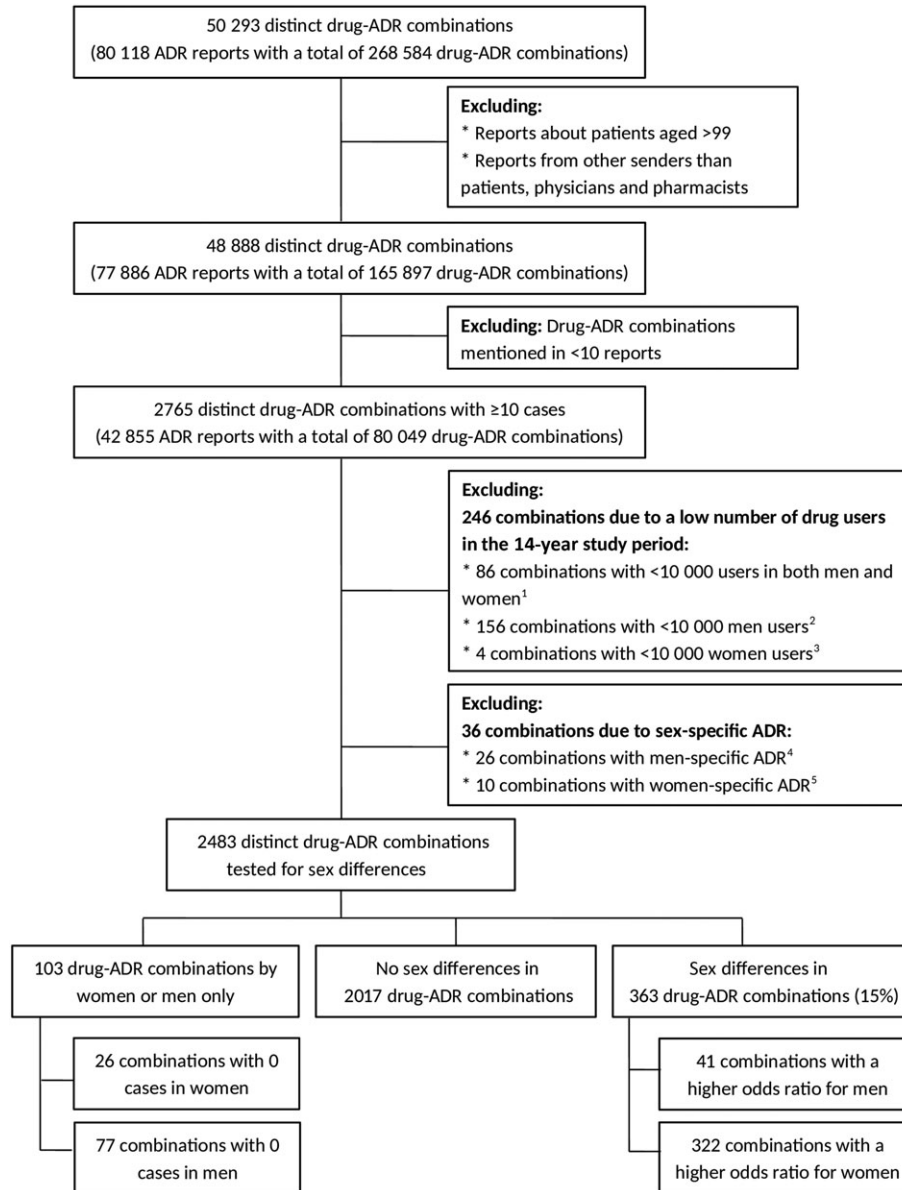 50 293 distinct drug-ADR combinations
(80 118 ADR reports with a total of 268 584 drug-ADR combinations)
Excluding:
* Reports about patients aged >99
* Reports from other senders than
patients, physicians and pharmacists
48 888 distinct drug-ADR combinations
(77 886 ADR reports with a total of 165 897 drug-ADR combinations)
Excluding: Drug-ADR combinations
mentioned in <10 reports
2765 distinct drug-ADR combinations with ≥10 cases
(42 855 ADR reports with a total of 80 049 drug-ADR combinations)
Excluding:
246 combinations due to a low number of drug users
in the 14-year study period:
* 86 combinations with <10 000 users in both men and
women¹
* 156 combinations with <10 000 men users²
* 4 combinations with <10 000 women users³
Excluding:
36 combinations due to sex-specific ADR:
* 26 combinations with men-specific ADR⁴
* 10 combinations with women-specific ADR⁵
2483 distinct drug-ADR combinations
tested for sex differences
103 drug-ADR combinations by
women or men only
26 combinations with 0
cases in women
77 combinations with 0
cases in men
No sex differences in
2017 drug-ADR combinations
Sex differences in
363 drug-ADR combinations (15%)
41 combinations with a
higher odds ratio for men
322 combinations with a
higher odds ratio for women